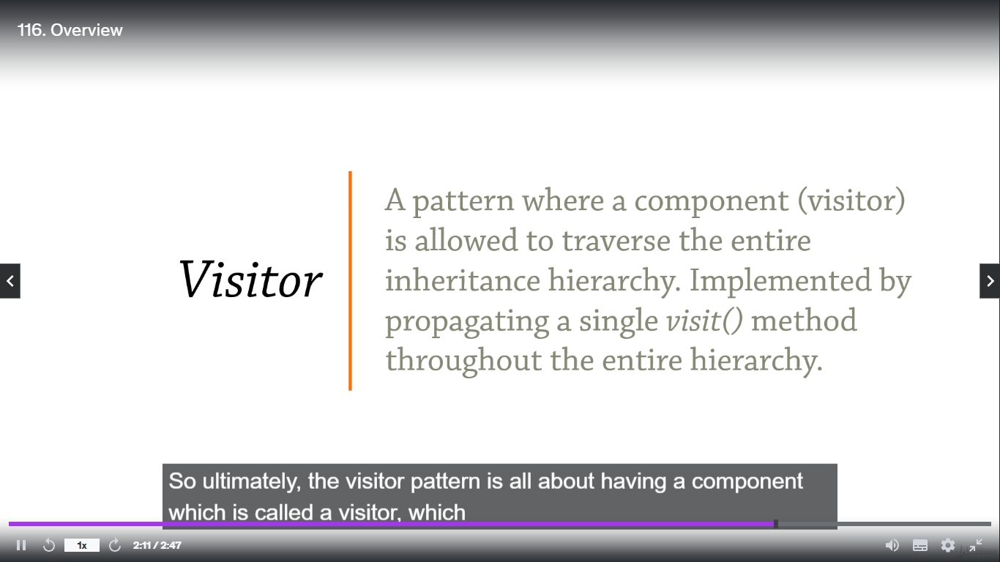 116. Overview
Visitor
A pattern where a component (visitor)
is allowed to traverse the entire
inheritance hierarchy. Implemented by
propagating a single visit() method
throughout the entire hierarchy.
So ultimately, the visitor pattern is all about having a component
which is called a visitor, which
1x
2:11 / 2:47